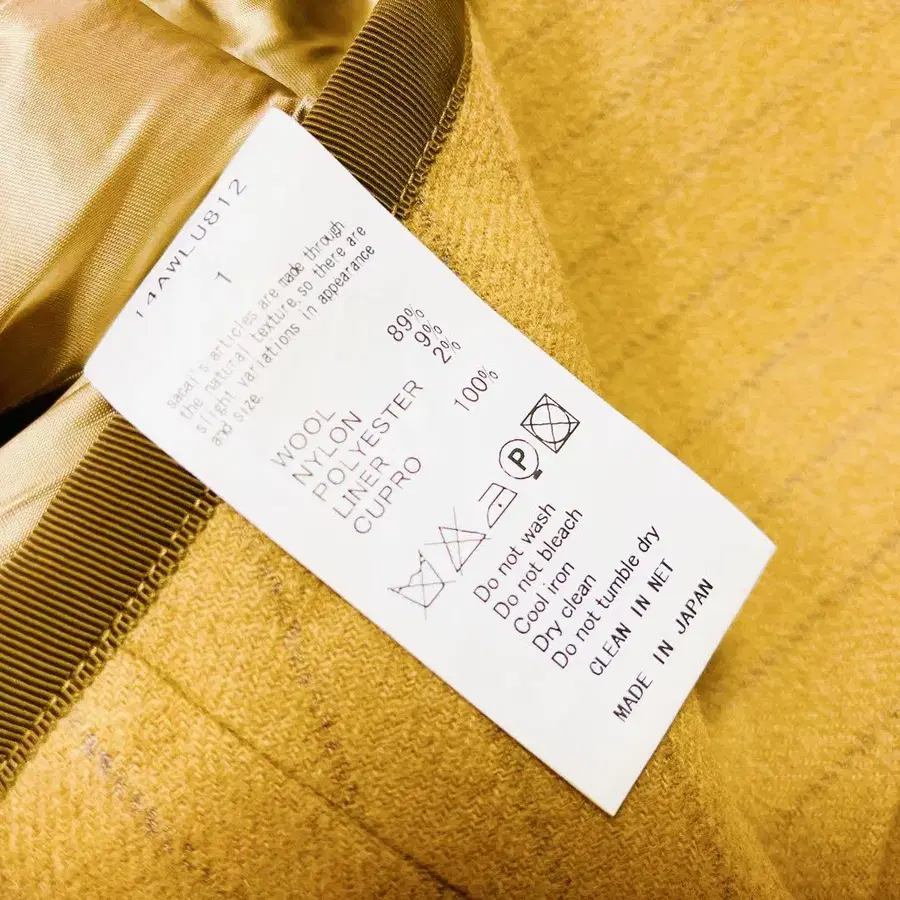 14AWLU812
1
sacai's articles are made through
the natural texture,so there are
slight variations in appearance
and size.
WOOL 89%
NYLON 9%
POLYESTER 2%
LINER
CUPRO 100%
P
Do not wash
Do not bleach
Cool iron
Dry clean
Do not tumble dry
CLEAN IN NET
MADE IN JAPAN